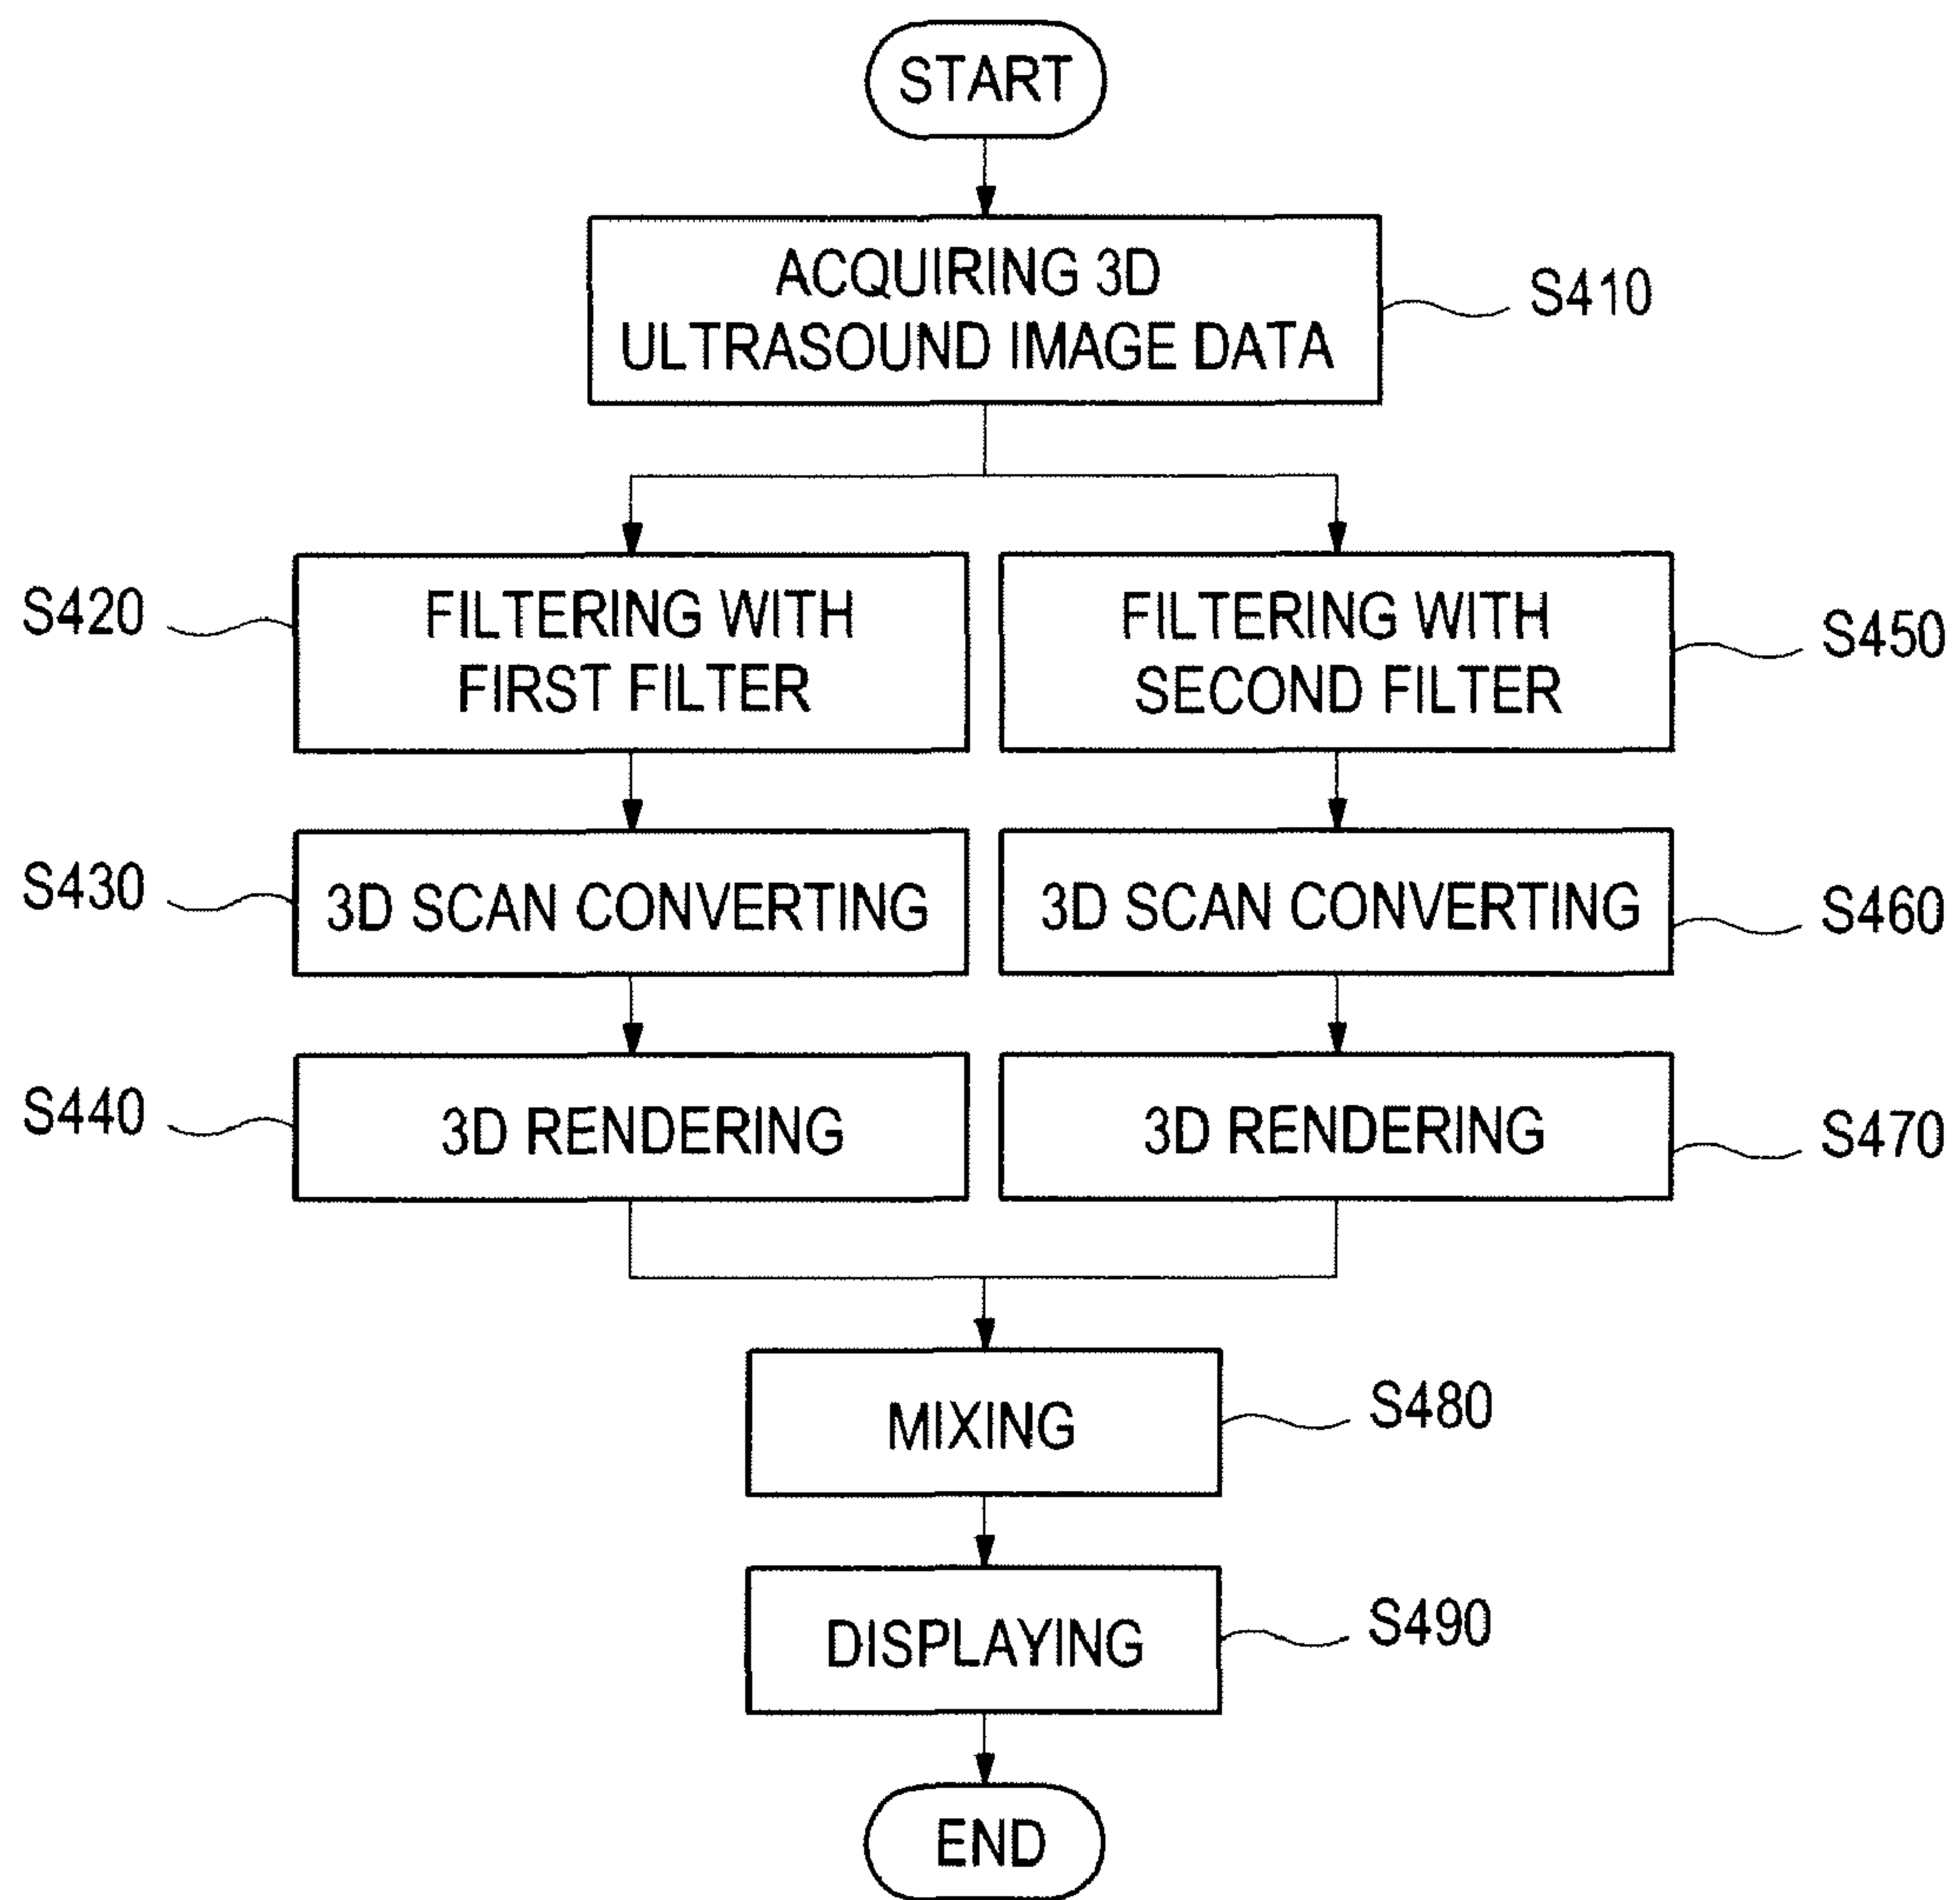 START
ACQUIRING 3D
ULTRASOUND IMAGE DATA
S410
S420
FILTERING WITH
FIRST FILTER
FILTERING WITH
SECOND FILTER
S450
S430
3D SCAN CONVERTING
3D SCAN CONVERTING
S460
S440
3D RENDERING
3D RENDERING
S470
MIXING
S480
DISPLAYING
S490
END